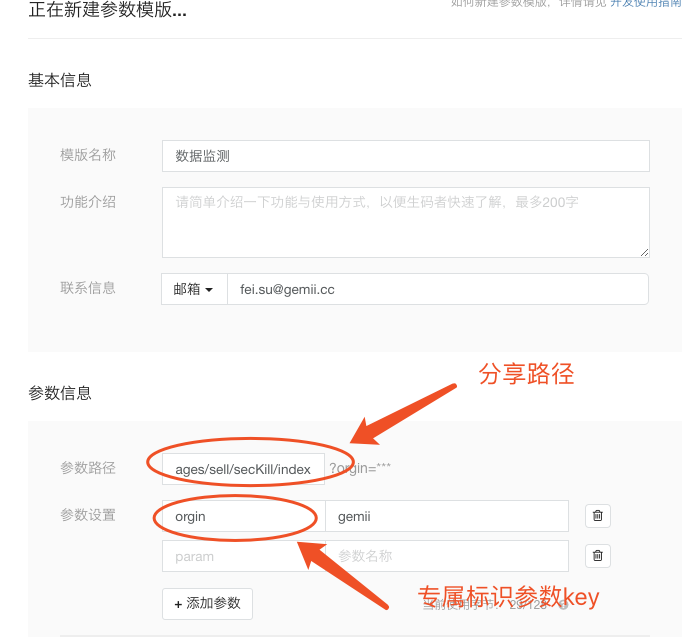 正在新建参数模版...
如何新建参数模版，详情请见 开发使用指南
基本信息
模版名称 数据监测
功能介绍 请简单介绍一下功能与使用方式、以便生码者快速了解、最多200字
联系信息 邮箱 fei.su@gemii.cc
分享路径
参数信息
参数路径 ages/sell/secKill/index ?orgin=***
参数设置 orgin gemii
param 参数名称
+ 添加参数
专属标识参数key
当前使用字节： 29/128